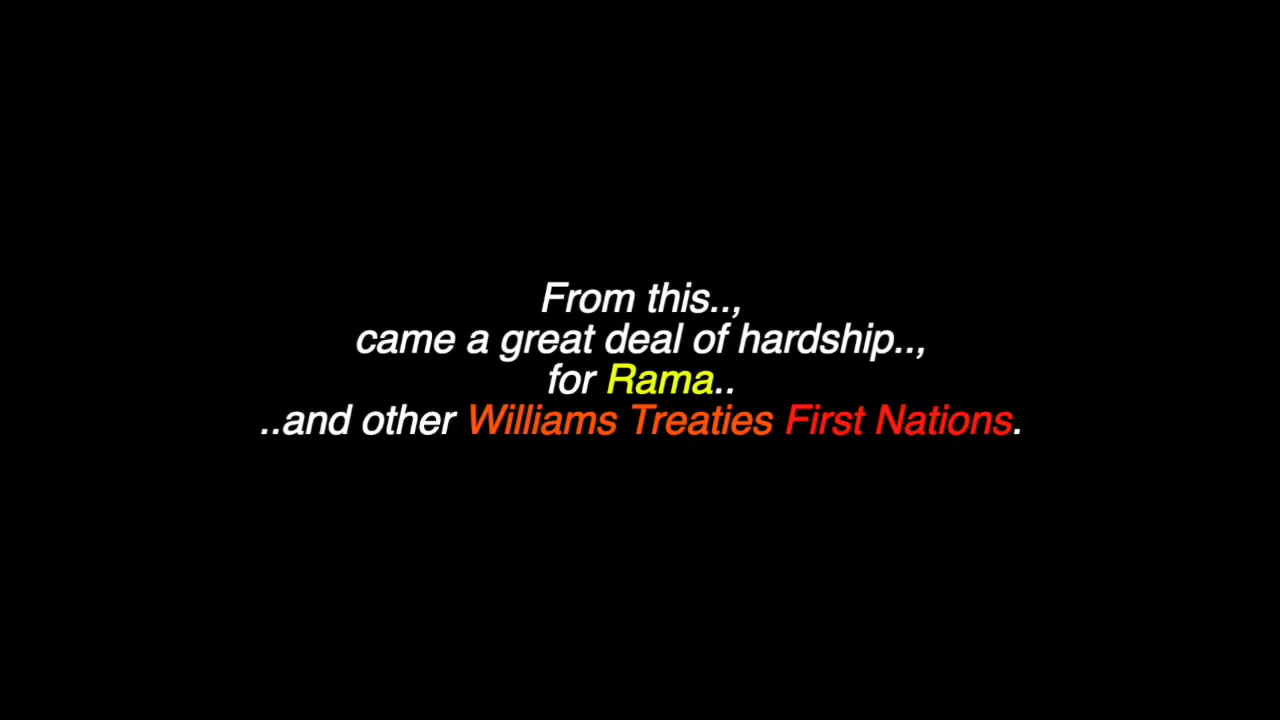 From this..,
came a great deal of hardship..,
for Rama..
..and other Williams Treaties First Nations.